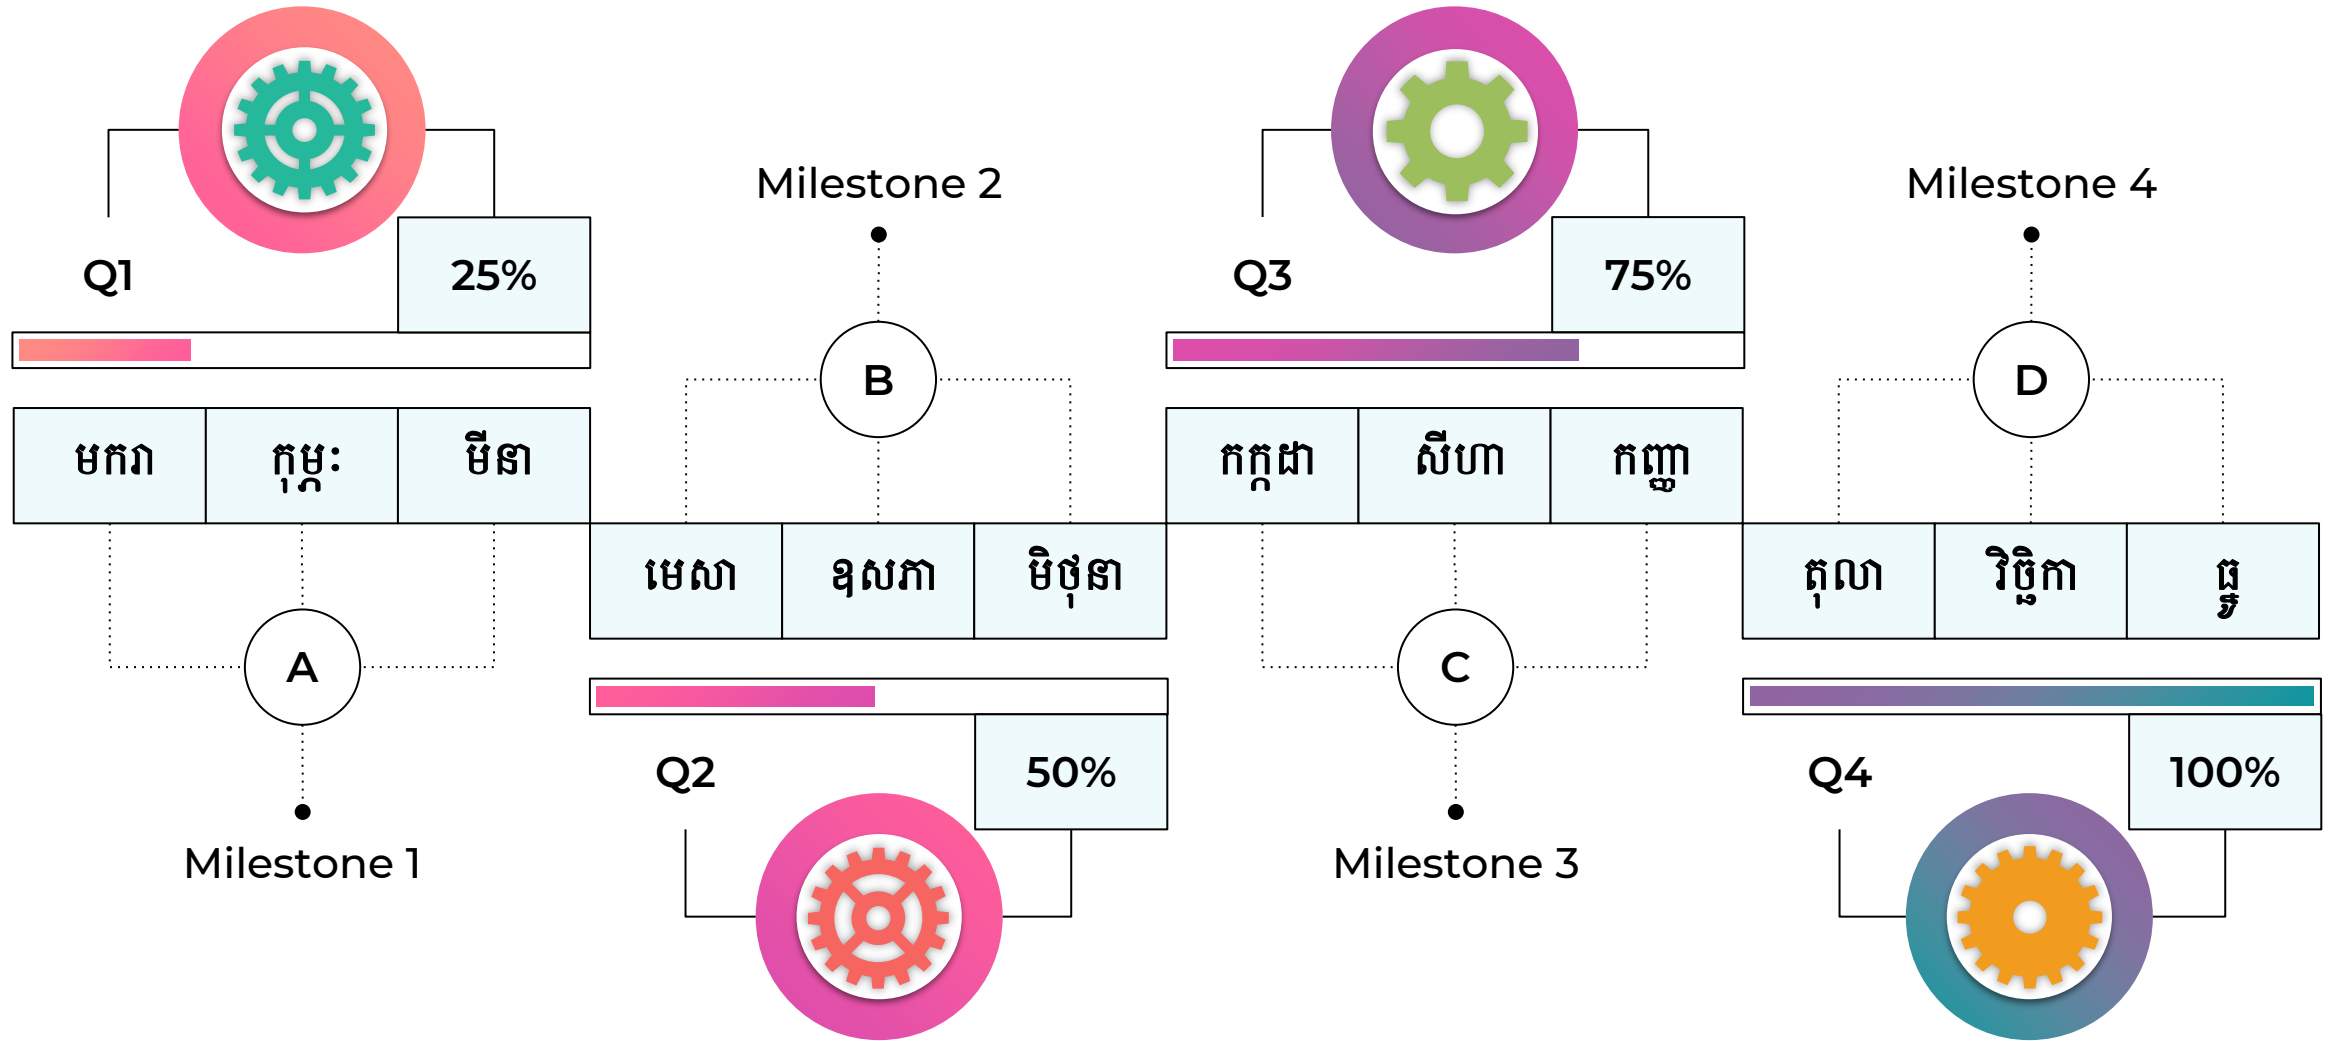 Q1
25%
មករា
កុម្ភៈ
មីនា
A
Milestone 1
Milestone 2
B
មេសា
ឧសភា
មិថុនា
Q2
50%
Q3
75%
កក្កដា
សីហា
កញ្ញា
C
Milestone 3
Milestone 4
D
តុលា
វិច្ឆិកា
ធ្នូ
Q4
100%